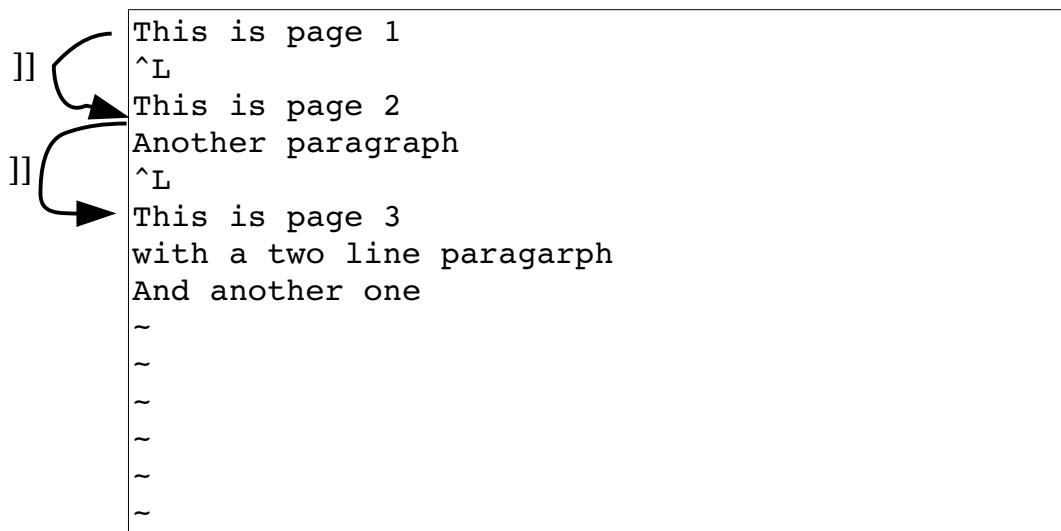 This is page 1
]]
^L
This is page 2
Another paragraph
]]
^L
This is page 3
with a two line paragarph
And another one
~
~
~
~
~
~